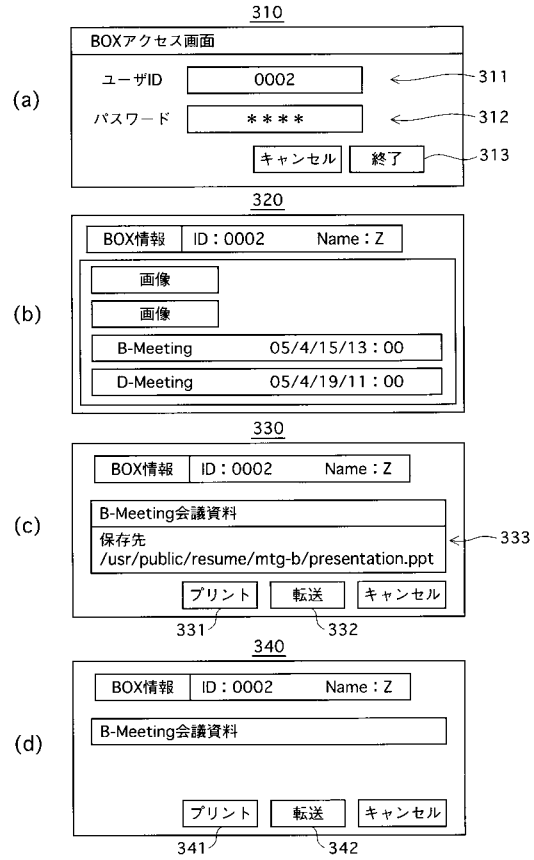 310
BOXアクセス画面
(a)
ユーザID 0002 311
パスワード **** 312
キャンセル 終了 313
320
BOX情報 ID：0002 Name：Z
(b)
画像
画像
B-Meeting 05/4/15/13：00
D-Meeting 05/4/19/11：00
330
BOX情報 ID：0002 Name：Z
(c)
B-Meeting会議資料
保存先 333
/usr/public/resume/mtg-b/presentation.ppt
プリント 転送 キャンセル
331 332
340
BOX情報 ID：0002 Name：Z
(d)
B-Meeting会議資料
プリント 転送 キャンセル
341 342